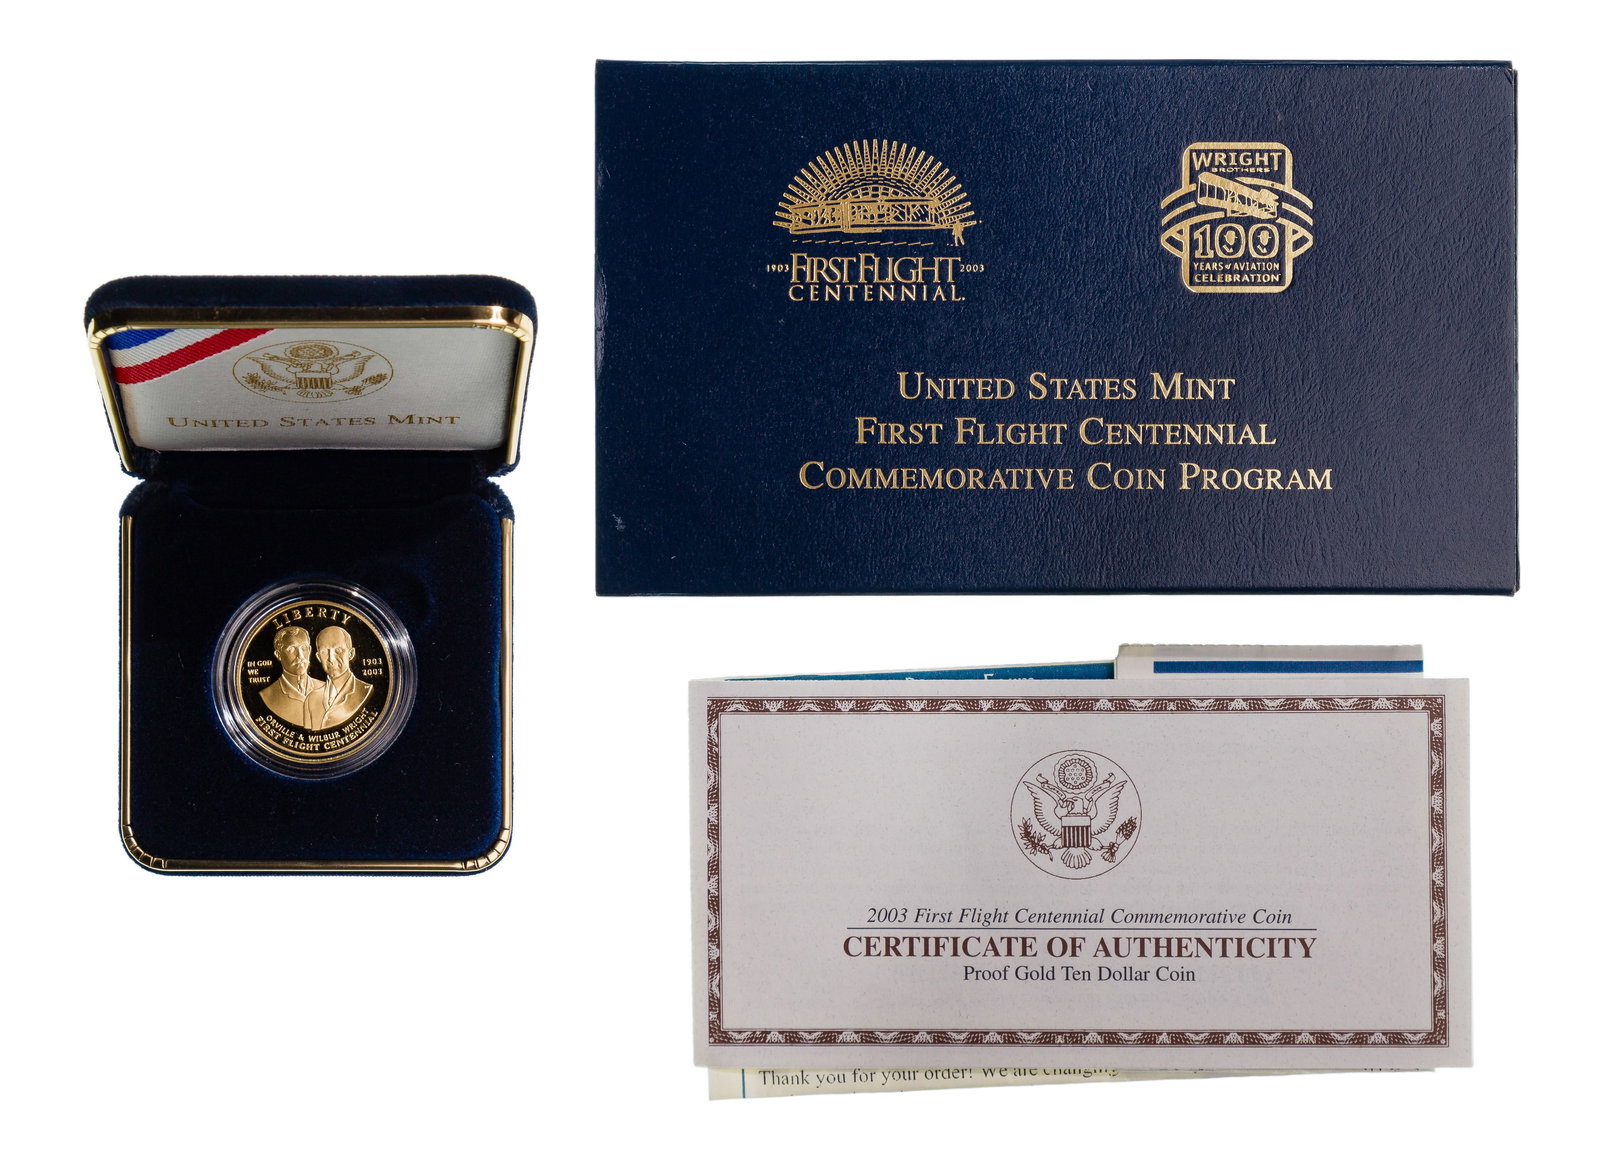 UNITED STATES MINT
LIBERTY
IN GOD
WE
TRUST
1903
2003
ORVILLE & WILBUR WRIGHT
FIRST FLIGHT CENTENNIAL
1903 FIRST FLIGHT 2003
CENTENNIAL.
WRIGHT
BROTHERS
100
YEARS of AVIATION
CELEBRATION
UNITED STATES MINT
FIRST FLIGHT CENTENNIAL
COMMEMORATIVE COIN PROGRAM
2003 First Flight Centennial Commemorative Coin
CERTIFICATE OF AUTHENTICITY
Proof Gold Ten Dollar Coin
Thank you for your order! We are changing